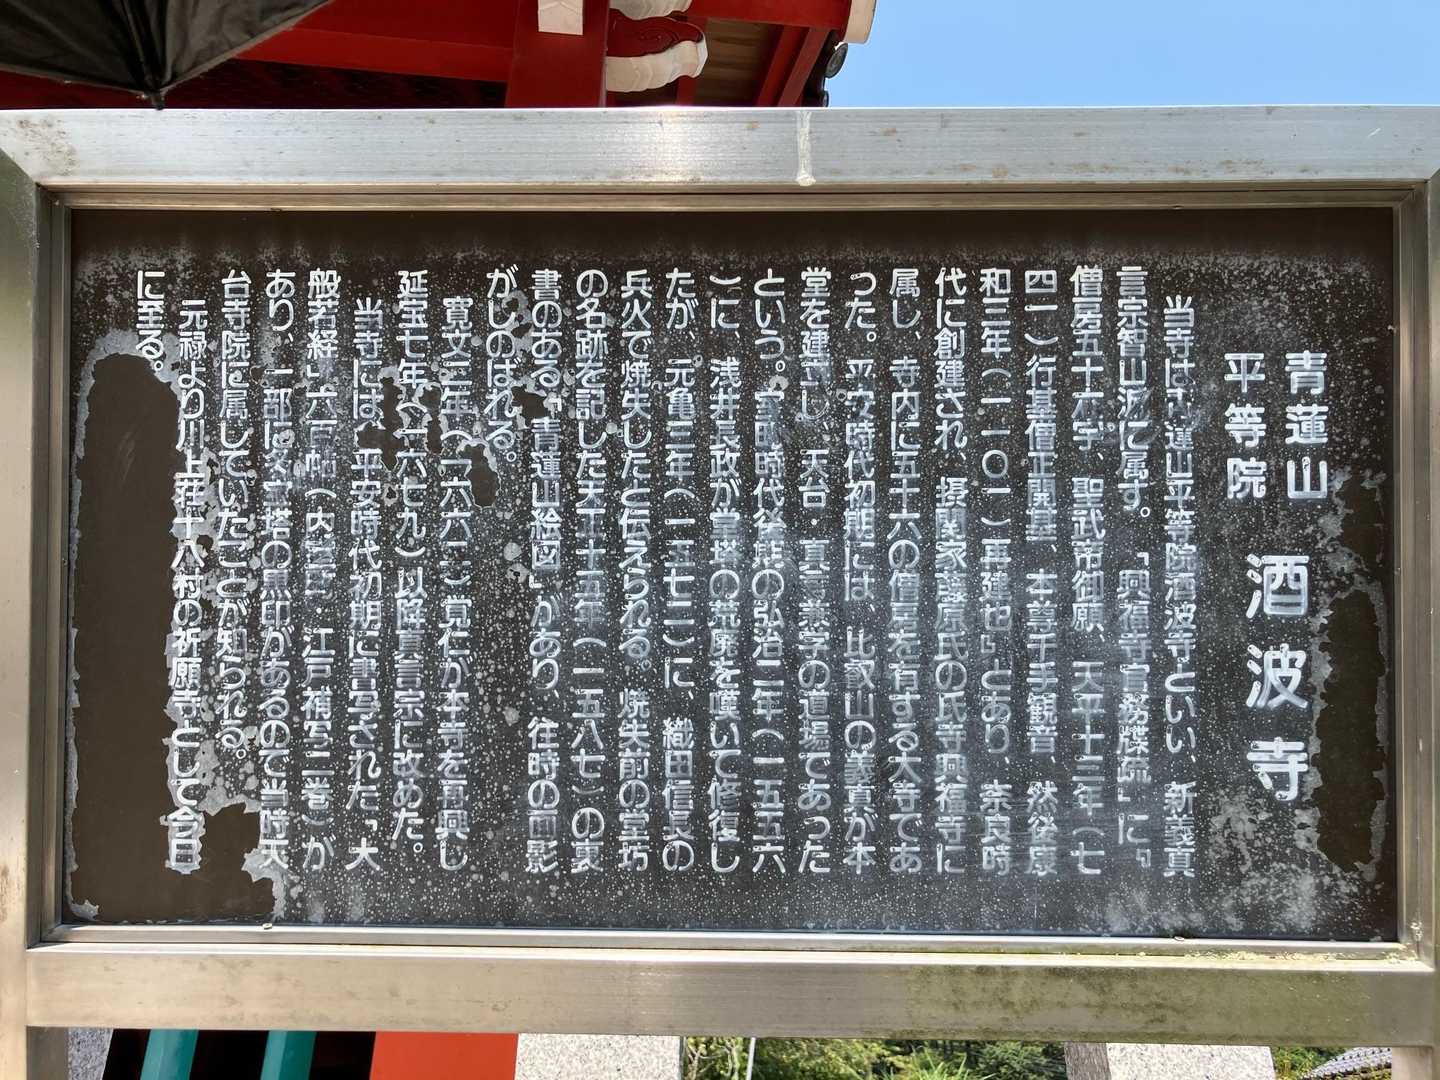 青蓮山
平等院
酒波寺
当寺は青蓮山平等院酒波寺といい、新義真
言宗智山派に属す。「興福寺官務牒疏」に『
僧房五十六宇、聖武帝御願、天平十三年(七
四一)行基僧正開基、本尊千手観音、然後康
和三年(一一〇一)再建起』とあり、奈良時
代に創建され、摂関家藤原氏の氏寺興福寺に
属し、寺内に五十六の僧房を有する大寺であ
った。平安時代初期には、比叡山の義真が本
堂を建立し、天台・真言兼学の道場であった
という。室町時代後期の弘治二年(一五五六
)に、浅井長政が堂塔の荒廃を嘆いて修復し
たが、元亀三年(一五七二)に、織田信長の
兵火で焼失したと伝えられる。焼失前の堂坊
の名跡を記した天正十五年(一五八七)の裏
書のある「青蓮山絵図」があり、往時の面影
がしのばれる。
寛文二年(一六六二)覚仁が本寺を再興し
延宝七年(一六七九)以降真言宗に改めた。
当寺には、平安時代初期に書写された「大
般若経」六百帖(内 ・江戸補写二巻)が
あり、一部に 塔の黒印があるので当時天
台寺院に属していたことが知られる。
元禄より川上荘十八村の祈願寺として今日
に至る。